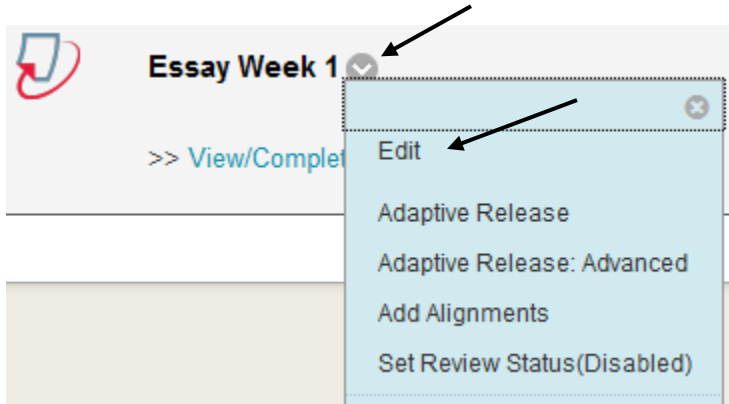 Essay Week 1
>> View/Complet
Edit
Adaptive Release
Adaptive Release: Advanced
Add Alignments
Set Review Status(Disabled)